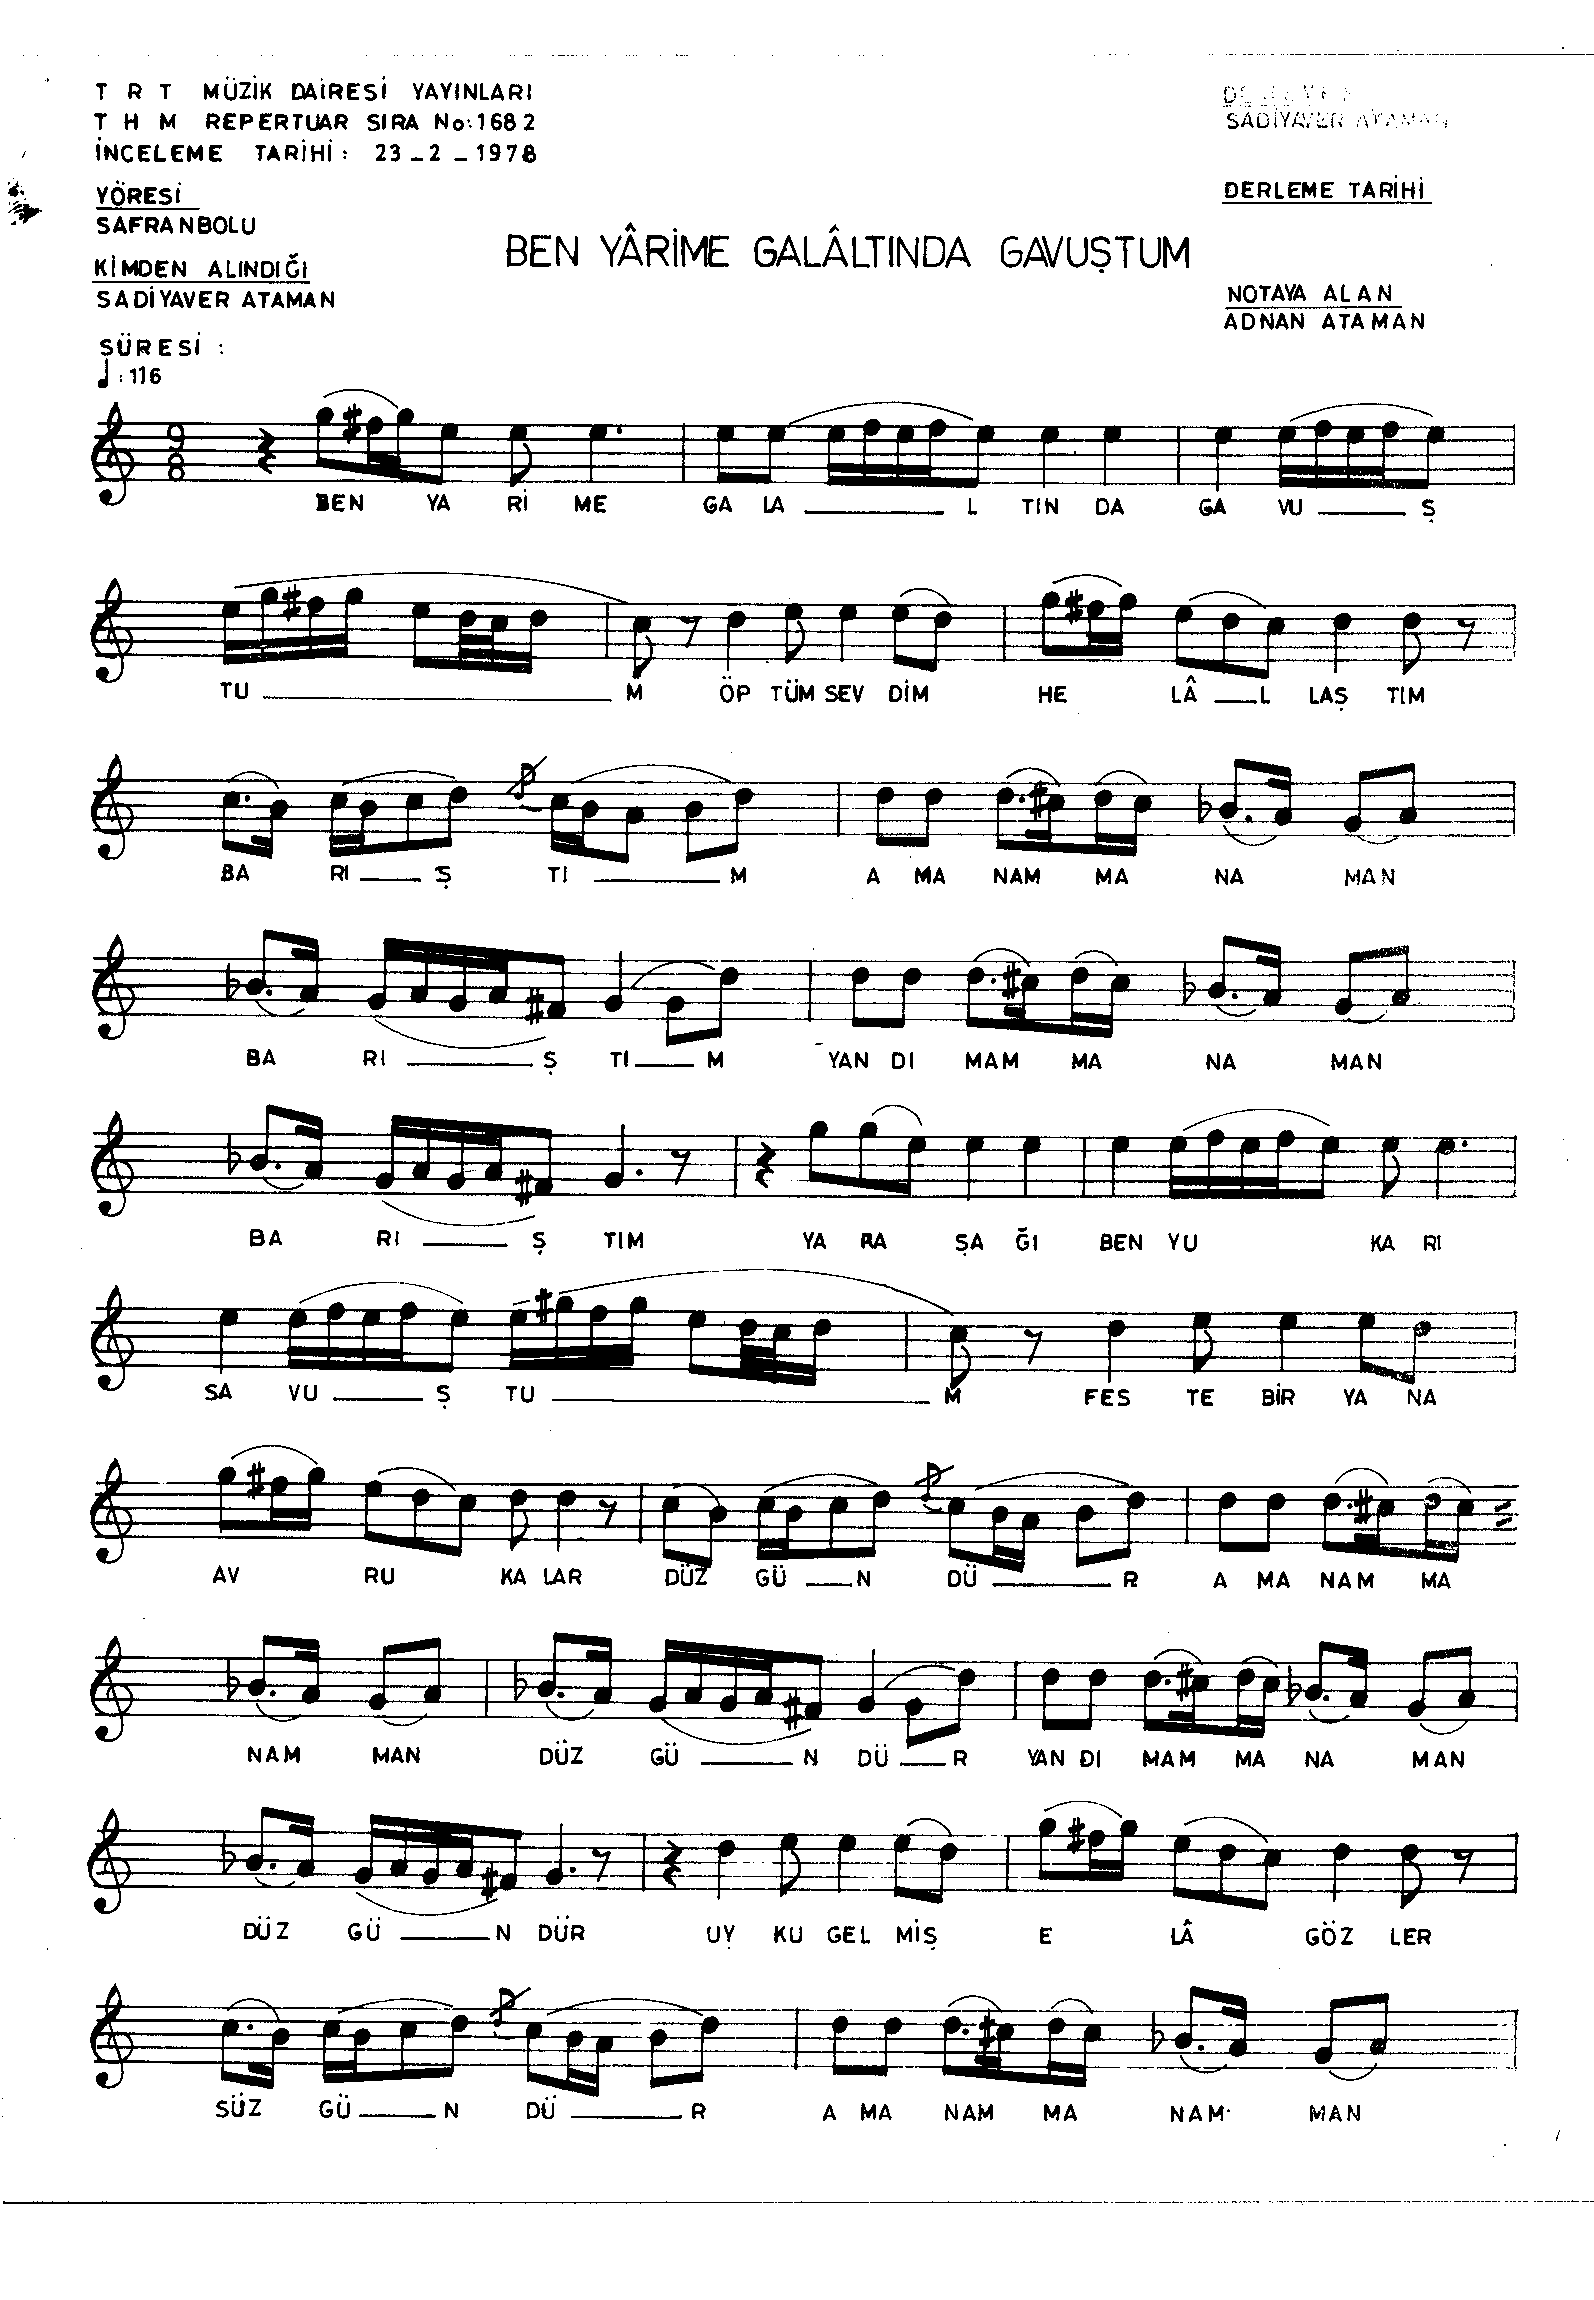 T R T MÜZİK DAİRESİ YAYINLARI
T H M REPERTUAR SIRA No:1682
İNCELEME TARİHİ: 23_2_1978
SADİYAVER ATAMAN
YÖRESİ
SAFRANBOLU
DERLEME TARİHİ
BEN YÂRİME GALÂLTINDA GAVUŞTUM
KİMDEN ALINDIĞI
SADİYAVER ATAMAN
NOTAYA ALAN
ADNAN ATAMAN
SÜRESİ :
♩:116
9
8
BEN YA Rİ ME GA LA ___ L TIN DA GA VU ___ Ş
TU ___ M ÖP TÜM SEV DİM HE LÂ ___ L LAŞ TIM
BA RI ___ Ş TI ___ M A MA NAM MA NA MAN
BA RI ___ Ş TI ___ M YAN DI MAM MA NA MAN
BA RI ___ Ş TIM YA RA ŞA ĞI BEN YU KA RI
SA VU ___ Ş TU ___ M FES TE BİR YA NA
AV RU KA LAR DÜZ GÜ ___ N DÜ ___ R A MA NAM MA
NAM MAN DÜZ GÜ ___ N DÜ ___ R YAN DI MAM MA NA MAN
DÜZ GÜ ___ N DÜR UY KU GEL MİŞ E LÂ GÖZ LER
SÜZ GÜ ___ N DÜ ___ R A MA NAM MA NAM MAN